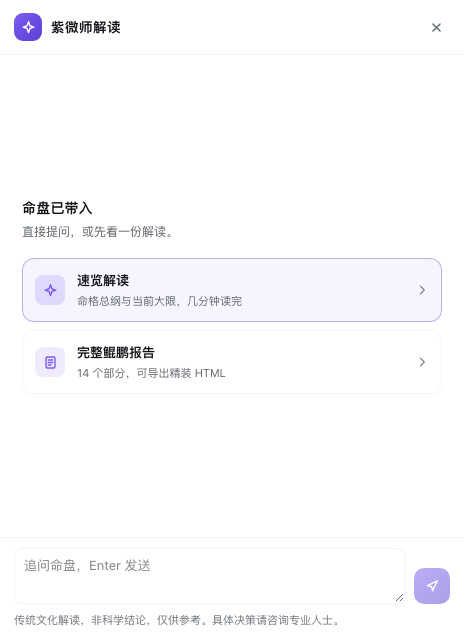 紫微师解读
命盘已带入
直接提问，或先看一份解读。
速览解读
命格总纲与当前大限，几分钟读完
完整鲲鹏报告
14 个部分，可导出精装 HTML
追问命盘，Enter 发送
传统文化解读，非科学结论，仅供参考。具体决策请咨询专业人士。